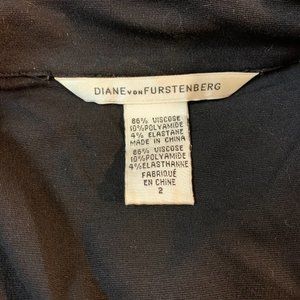 DIANE VON FURSTENBERG
86% VISCOSE
10% POLYAMIDE
4% ELASTANE
MADE IN CHINA
86% VISCOSE
10% POLYAMIDE
4% ELASTHANNE
FABRIQUÉ
EN CHINE
2